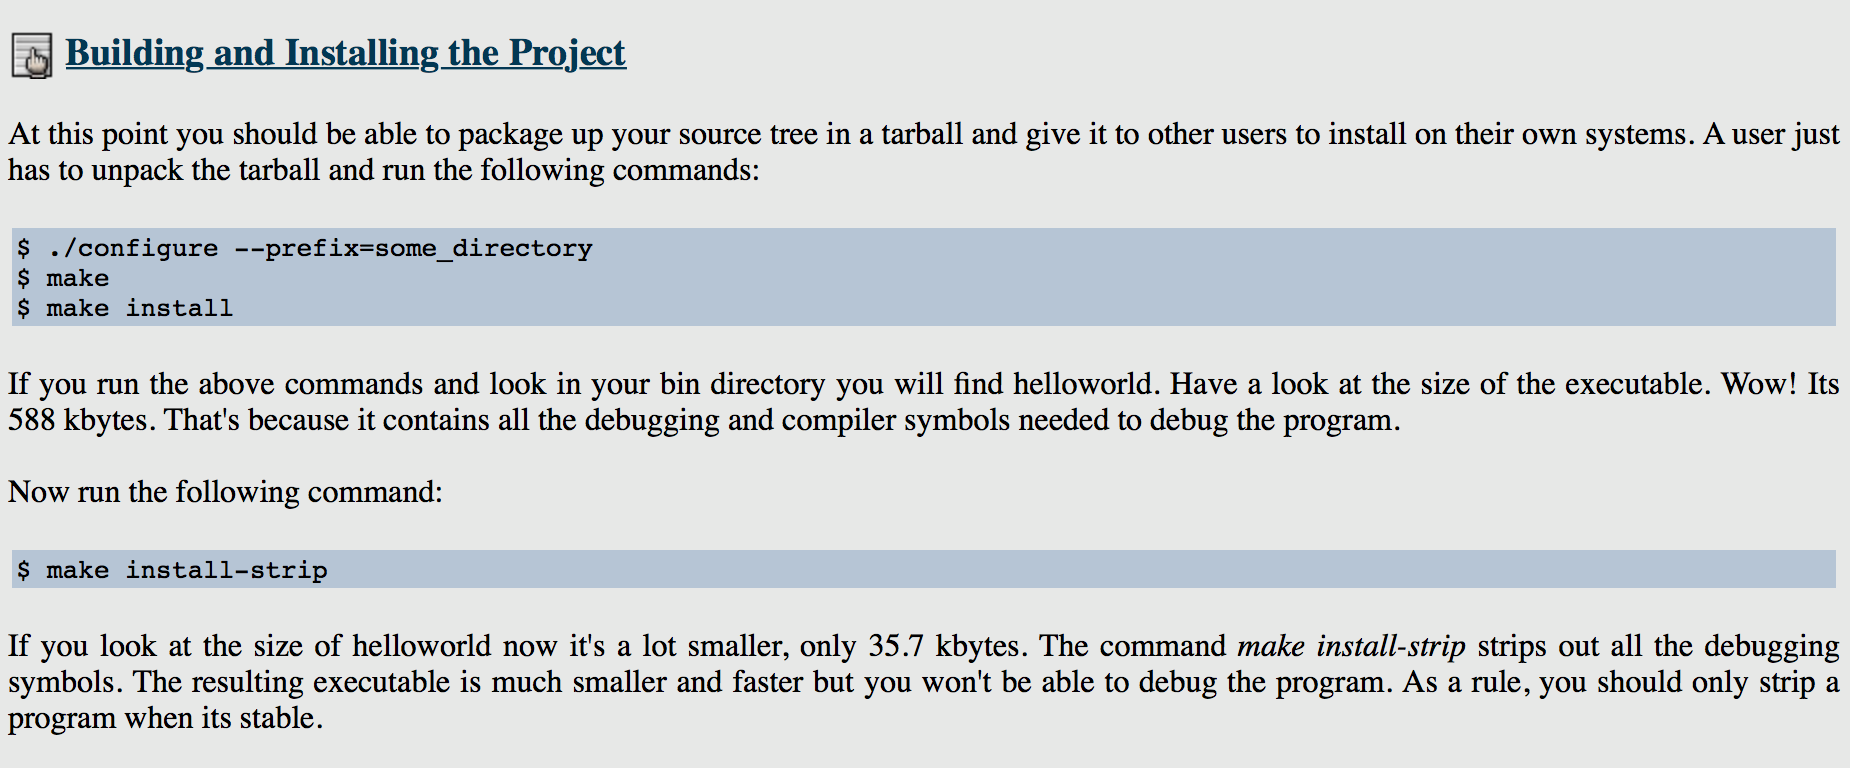 Building and Installing the Project
At this point you should be able to package up your source tree in a tarball and give it to other users to install on their own systems. A user just
has to unpack the tarball and run the following commands:
$ ./configure --prefix=some_directory
$ make
$ make install
If you run the above commands and look in your bin directory you will find helloworld. Have a look at the size of the executable. Wow! Its
588 kbytes. That's because it contains all the debugging and compiler symbols needed to debug the program.
Now run the following command:
$ make install-strip
If you look at the size of helloworld now it's a lot smaller, only 35.7 kbytes. The command make install-strip strips out all the debugging
symbols. The resulting executable is much smaller and faster but you won't be able to debug the program. As a rule, you should only strip a
program when its stable.